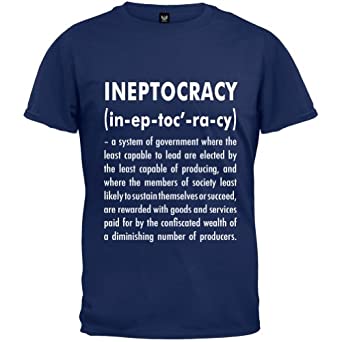 INEPTOCRACY
(in-ep-toc'-ra-cy)
– a system of government where the
least capable to lead are elected by
the least capable of producing, and
where the members of society least
likely to sustain themselves or succeed,
are rewarded with goods and services
paid for by the confiscated wealth of
a diminishing number of producers.